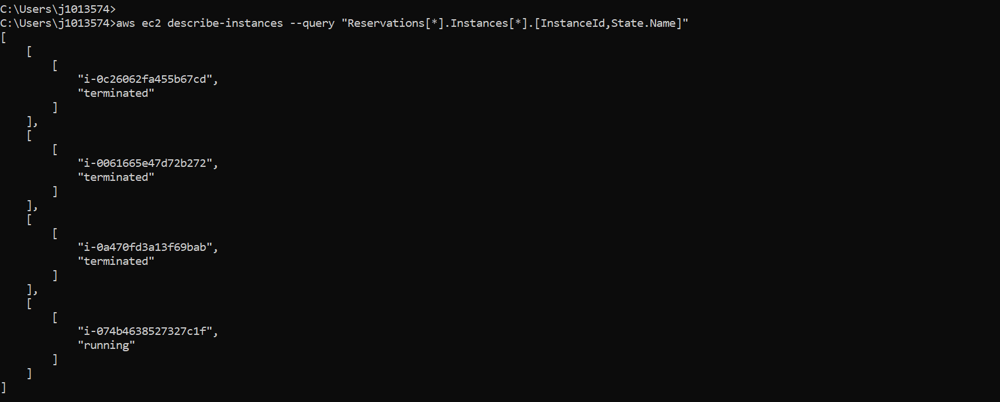 C:\Users\j1013574>
C:\Users\j1013574>aws ec2 describe-instances --query "Reservations[*].Instances[*].[InstanceId,State.Name]"
[
    [
        [
            "i-0c26062fa455b67cd",
            "terminated"
        ]
    ],
    [
        [
            "i-0061665e47d72b272",
            "terminated"
        ]
    ],
    [
        [
            "i-0a470fd3a13f69bab",
            "terminated"
        ]
    ],
    [
        [
            "i-074b4638527327c1f",
            "running"
        ]
    ]
]